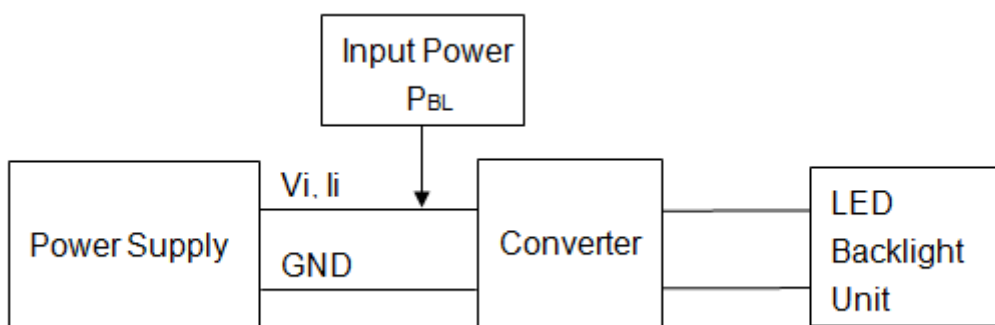 Input Power
PBL
Vi, Ii
Power Supply
GND
Converter
LED
Backlight
Unit